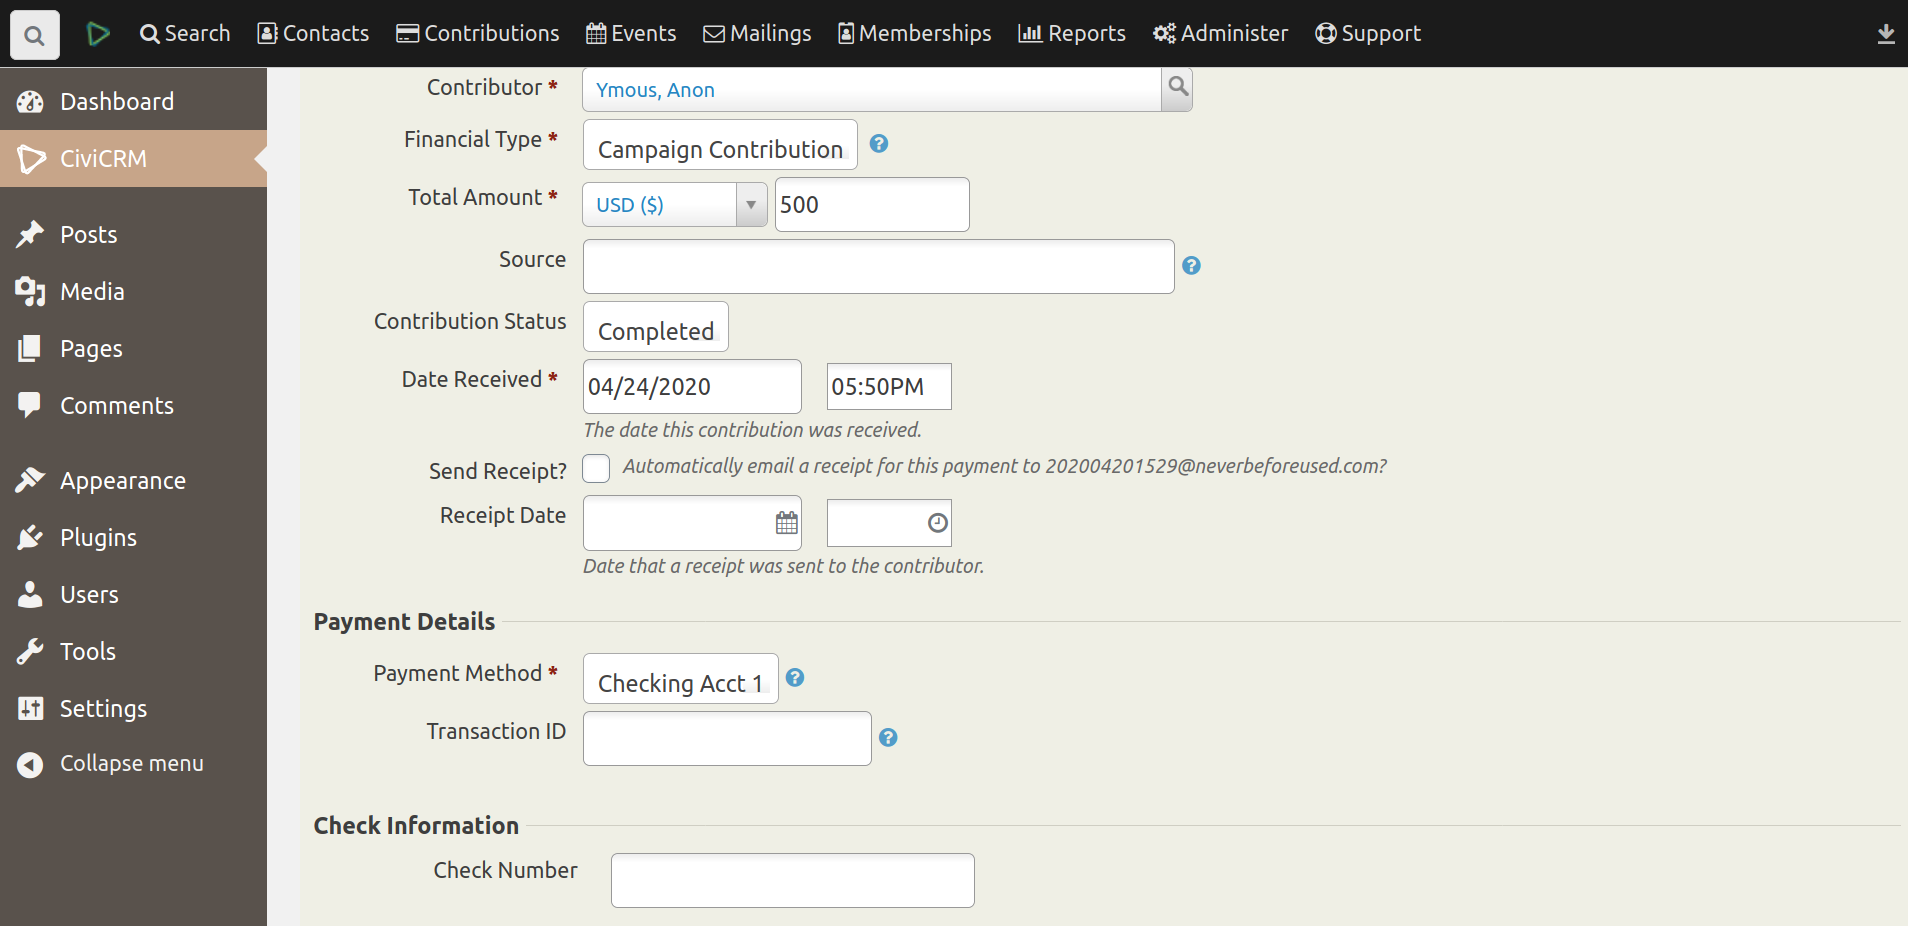 Search Contacts Contributions Events Mailings Memberships Reports Administer Support
Dashboard
CiviCRM
Posts
Media
Pages
Comments
Appearance
Plugins
Users
Tools
Settings
Collapse menu
Contributor * Ymous, Anon
Financial Type * Campaign Contribution
Total Amount * USD ($) 500
Source
Contribution Status Completed
Date Received * 04/24/2020 05:50PM
The date this contribution was received.
Send Receipt? Automatically email a receipt for this payment to 202004201529@neverbeforeused.com?
Receipt Date
Date that a receipt was sent to the contributor.
Payment Details
Payment Method * Checking Acct 1
Transaction ID
Check Information
Check Number